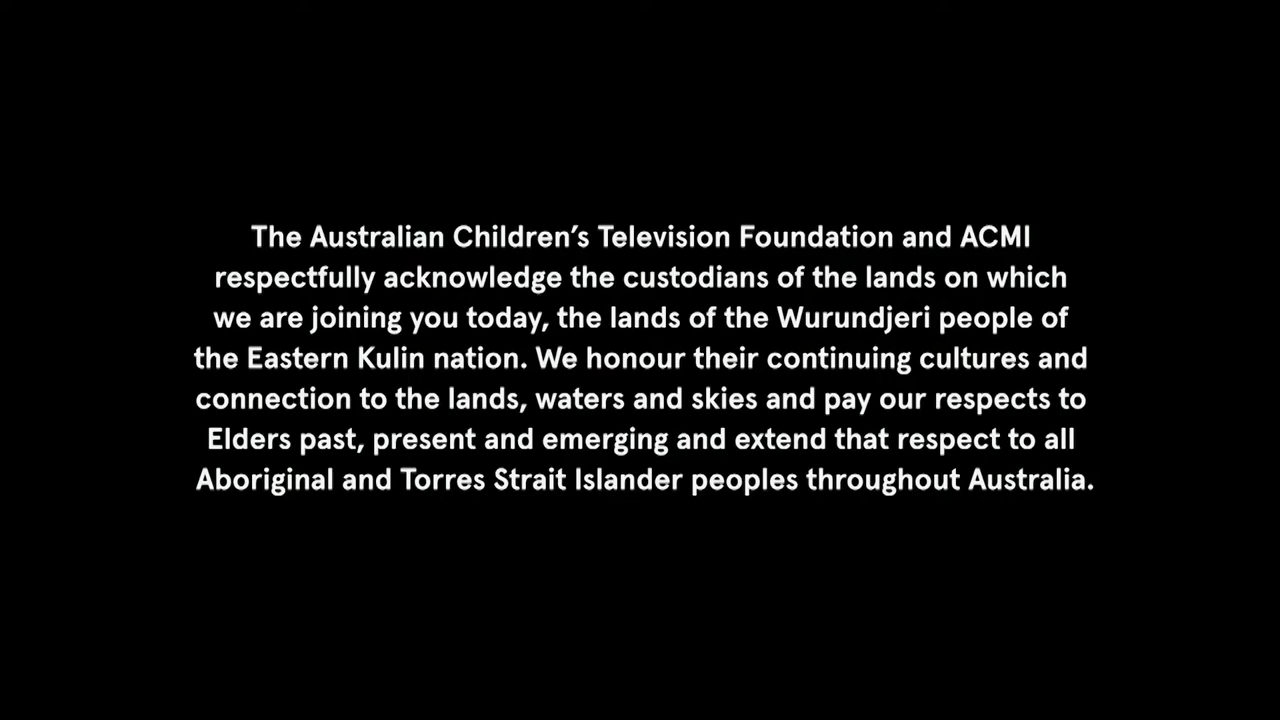 The Australian Children’s Television Foundation and ACMI
respectfully acknowledge the custodians of the lands on which
we are joining you today, the lands of the Wurundjeri people of
the Eastern Kulin nation. We honour their continuing cultures and
connection to the lands, waters and skies and pay our respects to
Elders past, present and emerging and extend that respect to all
Aboriginal and Torres Strait Islander peoples throughout Australia.